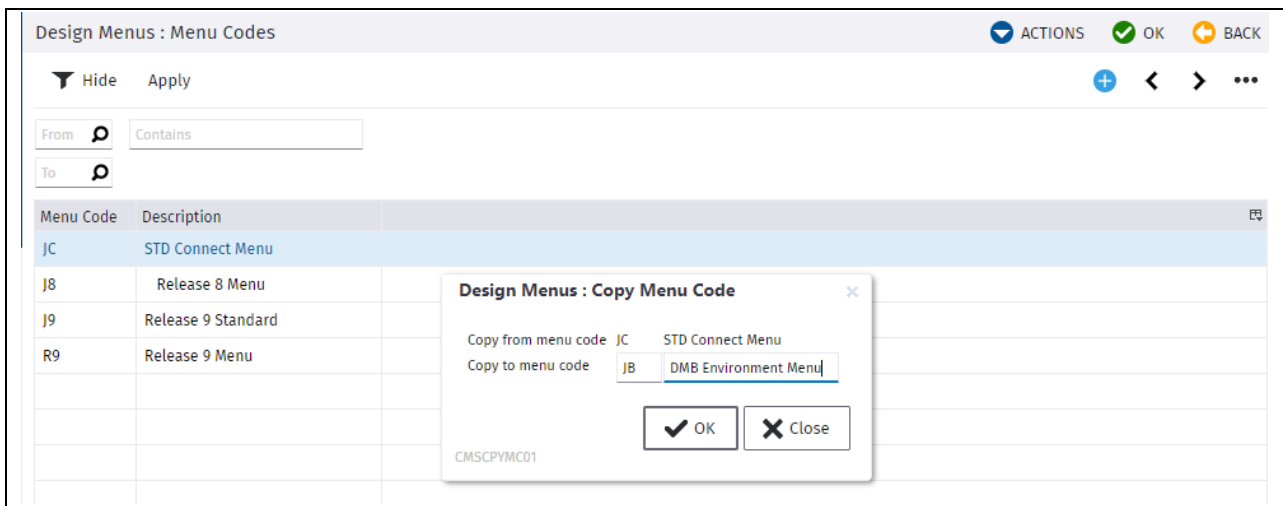 Design Menus : Menu Codes ACTIONS OK BACK
Hide Apply
From Contains
To
Menu Code Description
JC STD Connect Menu
J8 Release 8 Menu
J9 Release 9 Standard
R9 Release 9 Menu
Design Menus : Copy Menu Code
Copy from menu code JC STD Connect Menu
Copy to menu code JB DMB Environment Menu
OK Close
CMSCPYMC01